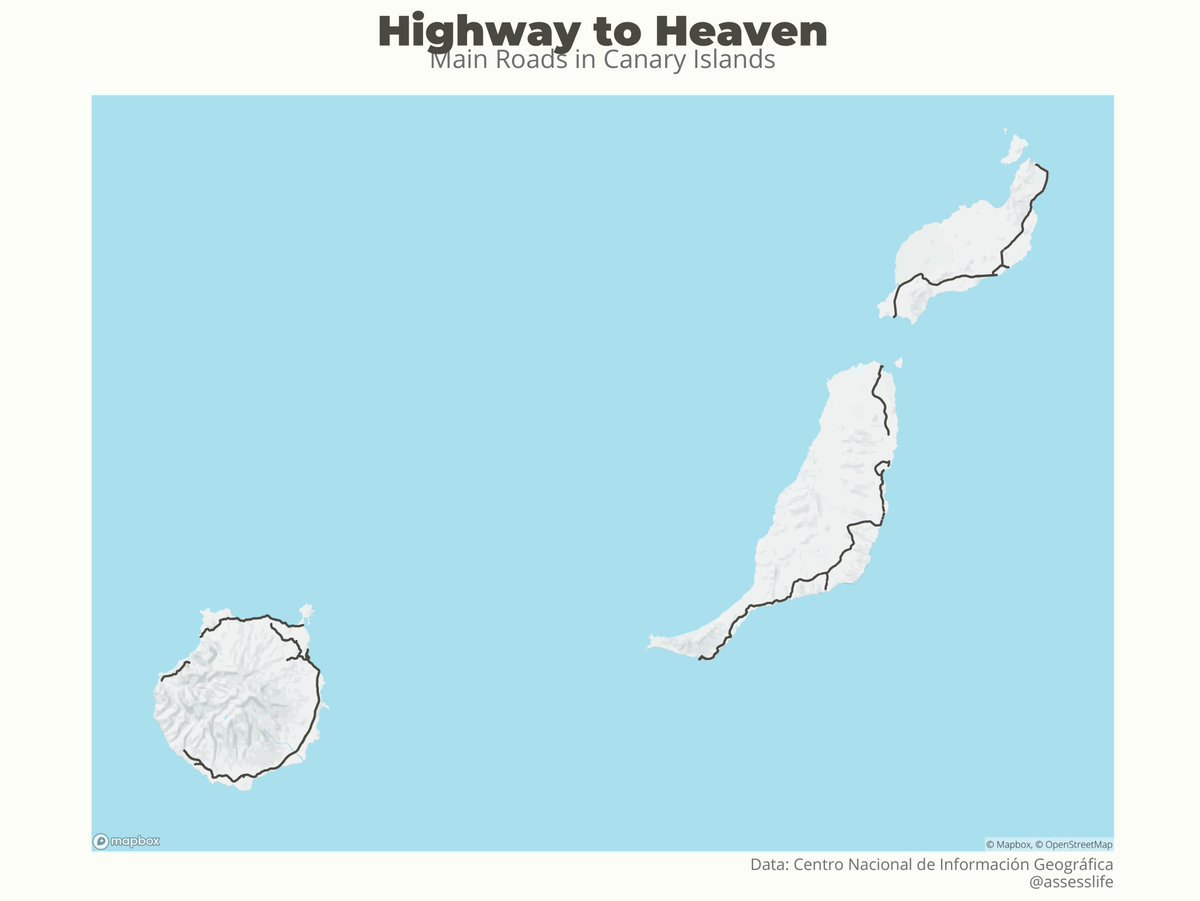 Highway to Heaven
Main Roads in Canary Islands
mapbox
© Mapbox, © OpenStreetMap
Data: Centro Nacional de Información Geográfica
@assesslife